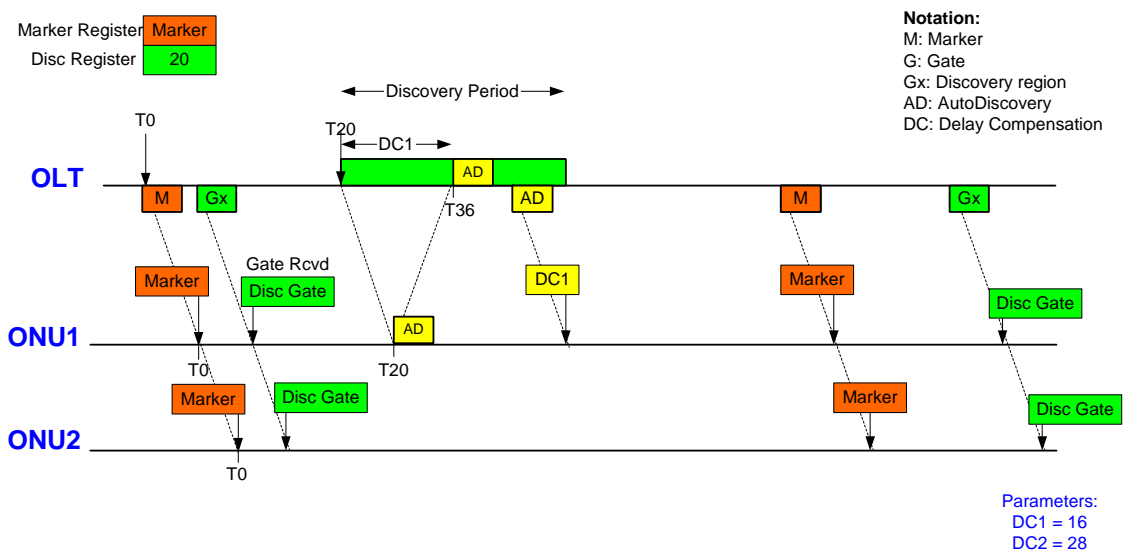 Marker Register Marker
Disc Register 20
Notation:
M: Marker
G: Gate
Gx: Discovery region
AD: AutoDiscovery
DC: Delay Compensation
Discovery Period
T0
T20
DC1
AD
OLT
M
Gx
T36
AD
M
Gx
Marker
Gate Rcvd
Disc Gate
DC1
Marker
Disc Gate
AD
ONU1
T0
T20
Marker
Disc Gate
Marker
Disc Gate
ONU2
T0
Parameters:
DC1 = 16
DC2 = 28